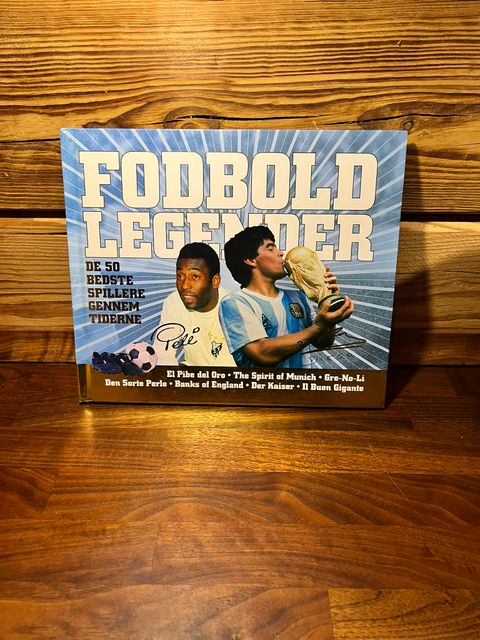 FODBOLD
LEGENDER
DE 50
BEDSTE
SPILLERE
GENNEM
TIDERNE
Pelé
DIEGO
El Pibe del Oro • The Spirit of Munich • Gre-No-Li
Den Sorte Perle • Banks of England • Der Kaiser • Il Buon Gigante